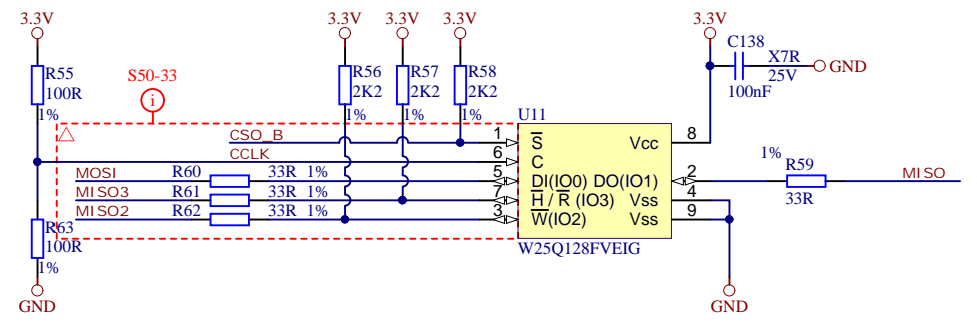 3.3V 3.3V 3.3V 3.3V 3.3V
R55
100R
1%
S50-33
i
R56
2K2
1%
R57
2K2
1%
R58
2K2
1%
C138
X7R
25V
100nF
GND
U11
CSO_B 1 S Vcc 8
CCLK 6 C
MOSI R60 33R 1% 5 DI(IO0) DO(IO1) 2 1% R59 33R MISO
MISO3 R61 33R 1% 7 H / R (IO3) Vss 4
MISO2 R62 33R 1% 3 W(IO2) Vss 9
R63
100R
1%
W25Q128FVEIG
GND
GND